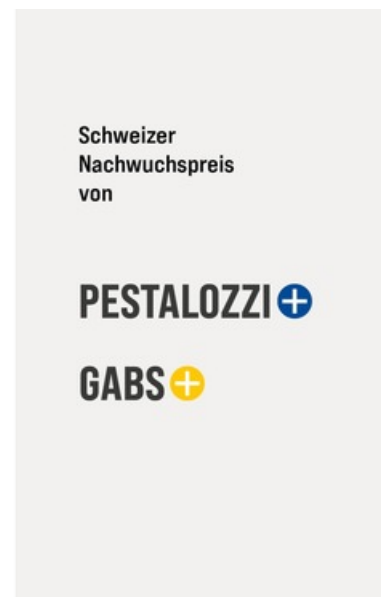 Schweizer
Nachwuchspreis
von
PESTALOZZI+
GABS+